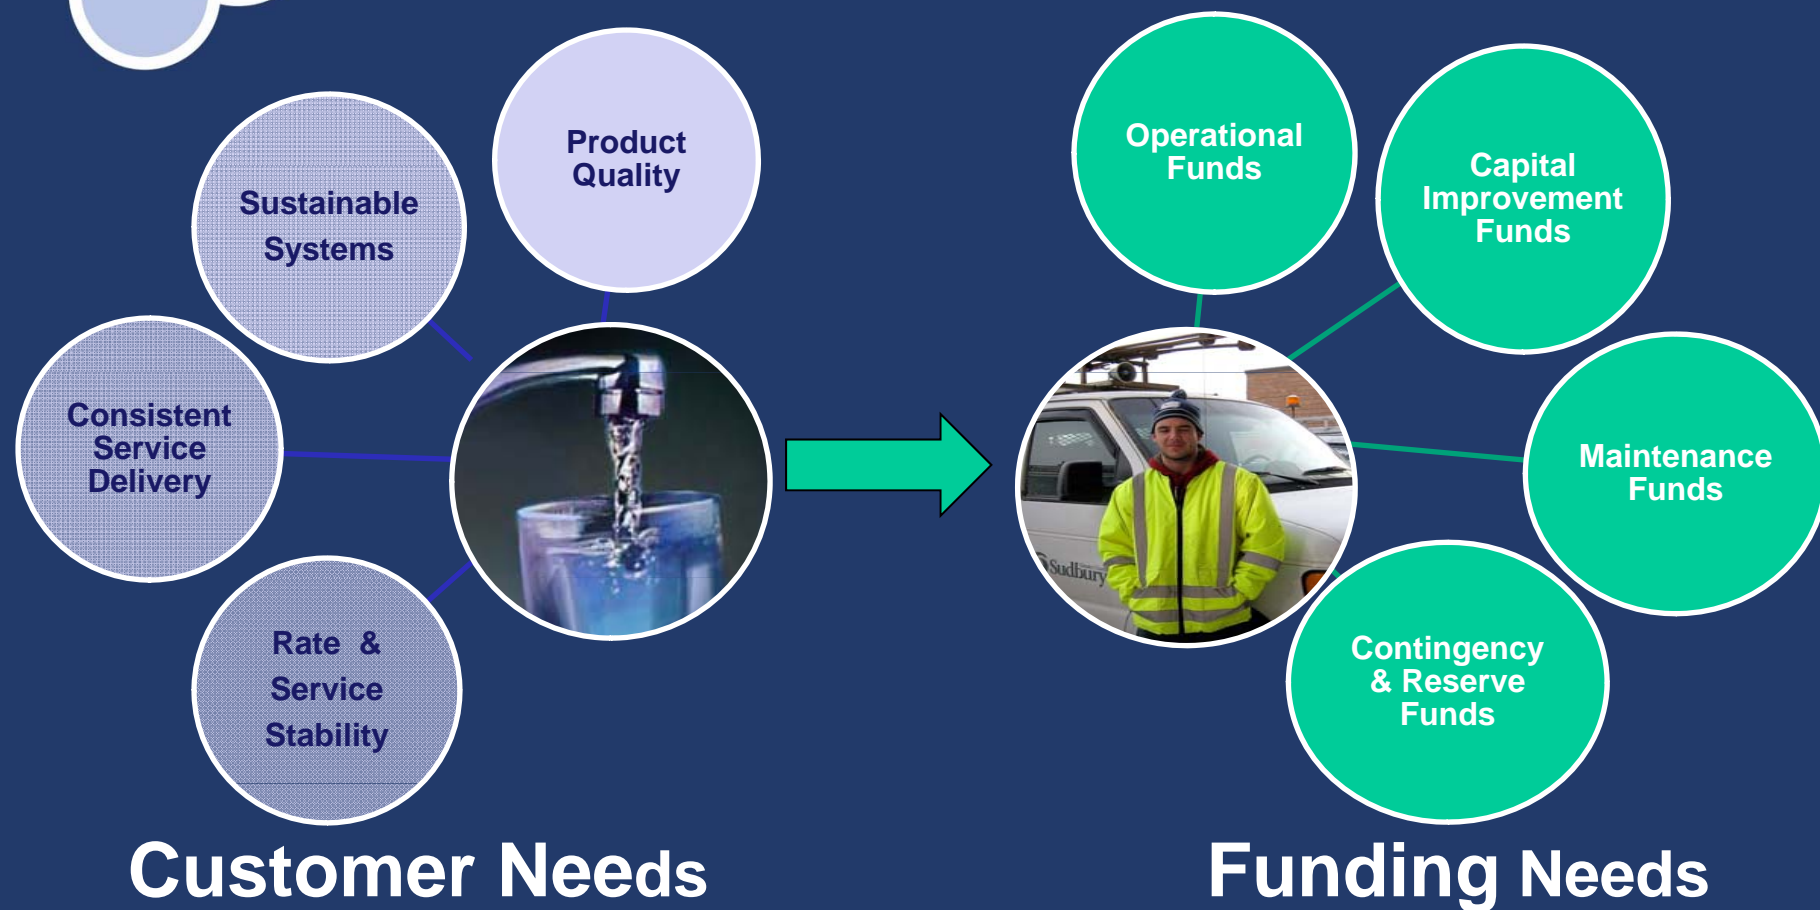 Product
Quality
Sustainable
Systems
Consistent
Service
Delivery
Rate &
Service
Stability
Customer Needs
Operational
Funds
Capital
Improvement
Funds
Maintenance
Funds
Contingency
& Reserve
Funds
Sudbury
Funding Needs